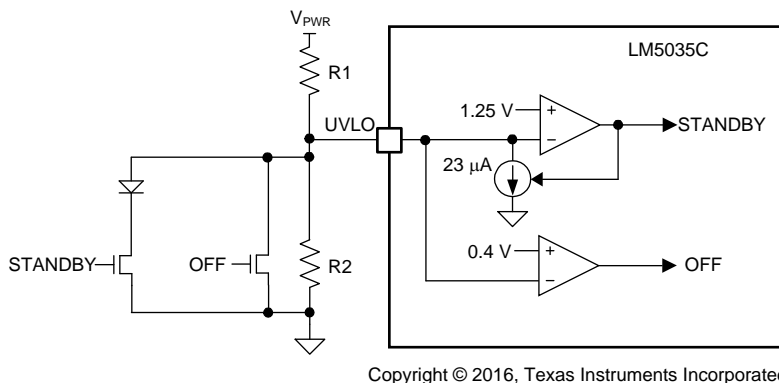 VPWR
LM5035C
R1
1.25 V
+
UVLO
−
STANDBY
23 μA
STANDBY
OFF
R2
0.4 V
+
−
OFF
Copyright © 2016, Texas Instruments Incorporated